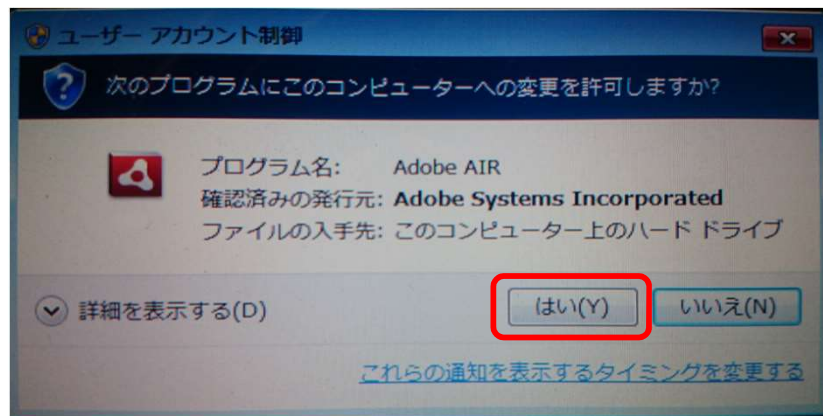 ユーザー アカウント制御
次のプログラムにこのコンピューターへの変更を許可しますか?
プログラム名: Adobe AIR
確認済みの発行元: Adobe Systems Incorporated
ファイルの入手先: このコンピューター上のハード ドライブ
詳細を表示する(D) はい(Y) いいえ(N)
これらの通知を表示するタイミングを変更する